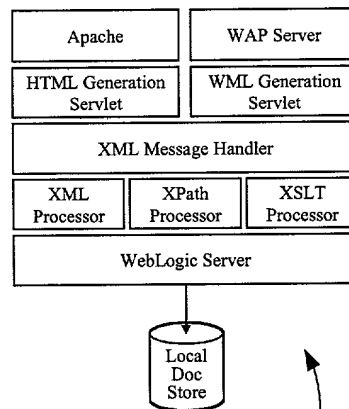 Apache
WAP Server
HTML Generation
Servlet
WML Generation
Servlet
XML Message Handler
XML
Processor
XPath
Processor
XSLT
Processor
WebLogic Server
Local
Doc
Store